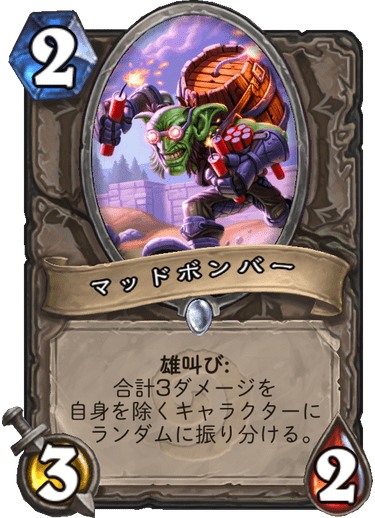 2
マッドボンバー
雄叫び:
合計3ダメージを
自身を除くキャラクターに
ランダムに振り分ける。
3
2